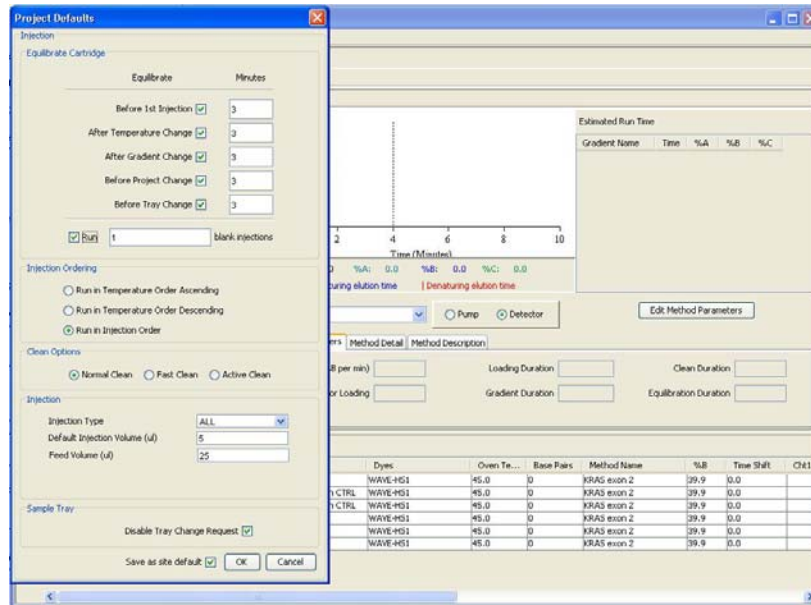 Project Defaults
Injection
Equilibrate Cartridge
Equilibrate Minutes
Before 1st Injection 3
After Temperature Change 3
After Gradient Change 3
Before Project Change 3
Before Tray Change 3
Run 1 blank injections
Injection Ordering
Run in Temperature Order Ascending
Run in Temperature Order Descending
Run in Injection Order
Clean Options
Normal Clean Fast Clean Active Clean
Injection
Injection Type ALL
Default Injection Volume (ul) 5
Feed Volume (ul) 25
Sample Tray
Disable Tray Change Request
Save as site default OK Cancel
Estimated Run Time
Gradient Name Time %A %B %C
2 4 6 8 10
Time (Minutes)
0 %A: 0.0 %B: 0.0 %C: 0.0
uring elution time | Denaturing elution time
Pump Detector Edit Method Parameters
ers Method Detail Method Description
B per min) Loading Duration Clean Duration
or Loading Gradient Duration Equilibration Duration
Dyes Oven Te... Base Pairs Method Name %B Time Shift Cht1
WAVE-HS1 45.0 0 KRAS exon 2 39.9 0.0
n CTRL WAVE-HS1 45.0 0 KRAS exon 2 39.9 0.0
n CTRL WAVE-HS1 45.0 0 KRAS exon 2 39.9 0.0
WAVE-HS1 45.0 0 KRAS exon 2 39.9 0.0
WAVE-HS1 45.0 0 KRAS exon 2 39.9 0.0
WAVE-HS1 45.0 0 KRAS exon 2 39.9 0.0